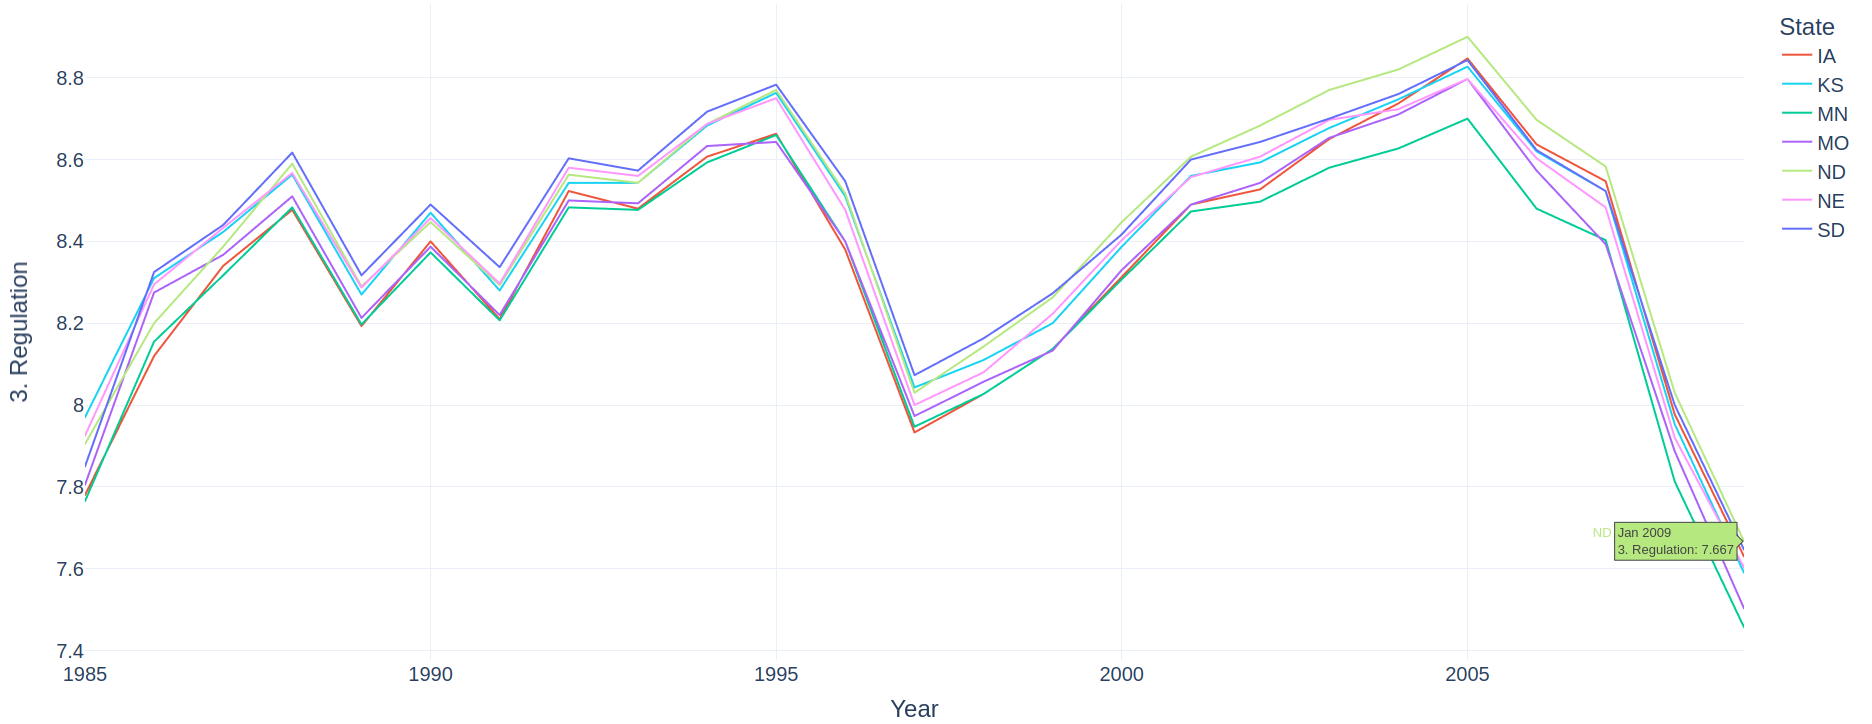 State
IA
KS
MN
MO
ND
NE
SD
3. Regulation
8.8
8.6
8.4
8.2
8
7.8
7.6
7.4
ND
Jan 2009
3. Regulation: 7.667
1985
1990
1995
2000
2005
Year